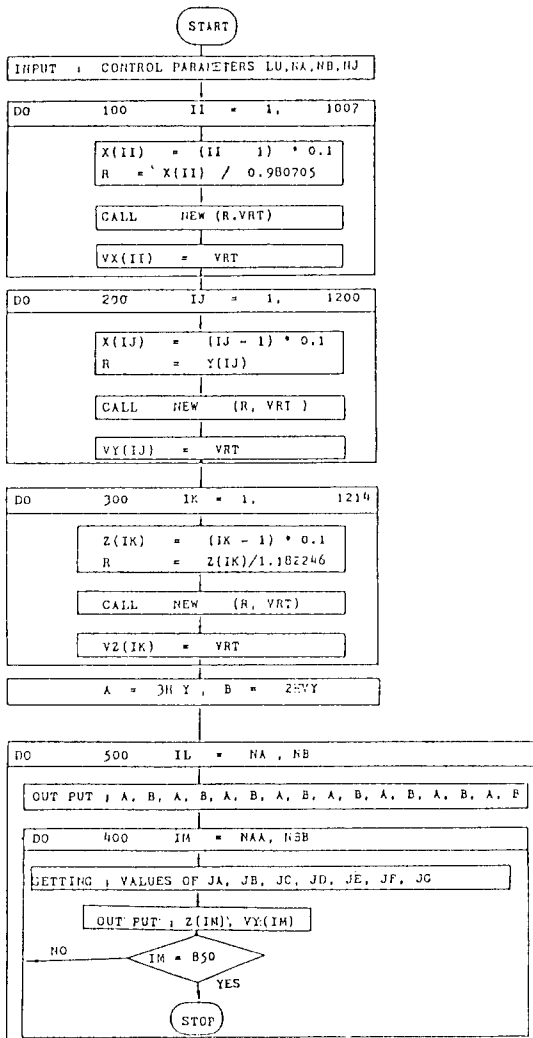 START
INPUT ; CONTROL PARAMETERS LU,NA,NB,NJ
DO 100 II = 1, 1007
X(II) = (II 1) * 0.1
R = X(II) / 0.980705
CALL NEW (R.VRT)
VX(II) = VRT
DO 200 IJ = 1, 1200
X(IJ) = (IJ - 1) * 0.1
R = Y(IJ)
CALL NEW (R, VRT )
VY(IJ) = VRT
DO 300 IK = 1, 1214
Z(IK) = (IK - 1) * 0.1
R = Z(IK)/1.182246
CALL NEW (R, VRT)
VZ(IK) = VRT
A = 3H Y , B = 2HVY
DO 500 IL = NA , NB
OUT PUT ; A, B, A, B, A, B, A, B, A, B, A, B, A, B, A, B
DO 400 IM = NAA, NBB
SETTING ; VALUES OF JA, JB, JC, JD, JE, JF, JG
OUT PUT ; Z(IM), VY(IM)
NO
IM = 850
YES
STOP